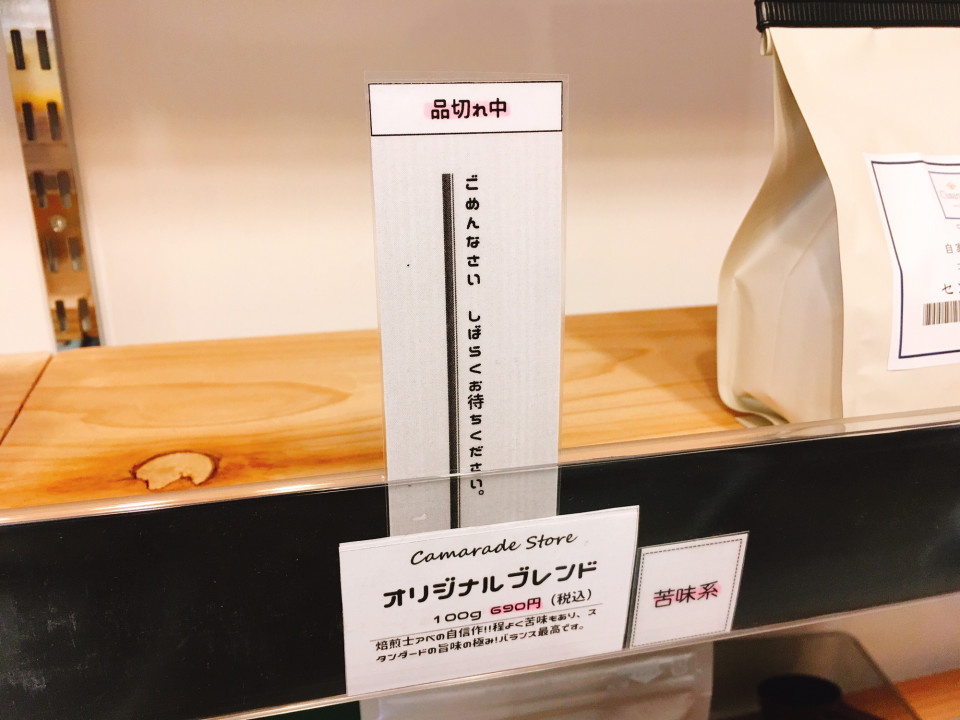 品切れ中
ごめんなさい　しばらくお待ちください。
Camarade Store
オリジナルブレンド
100g 690円（税込）
焙煎士アベの自信作!!程よく苦味もあり、ス
タンダードの旨味の極み!バランス最高です。
苦味系